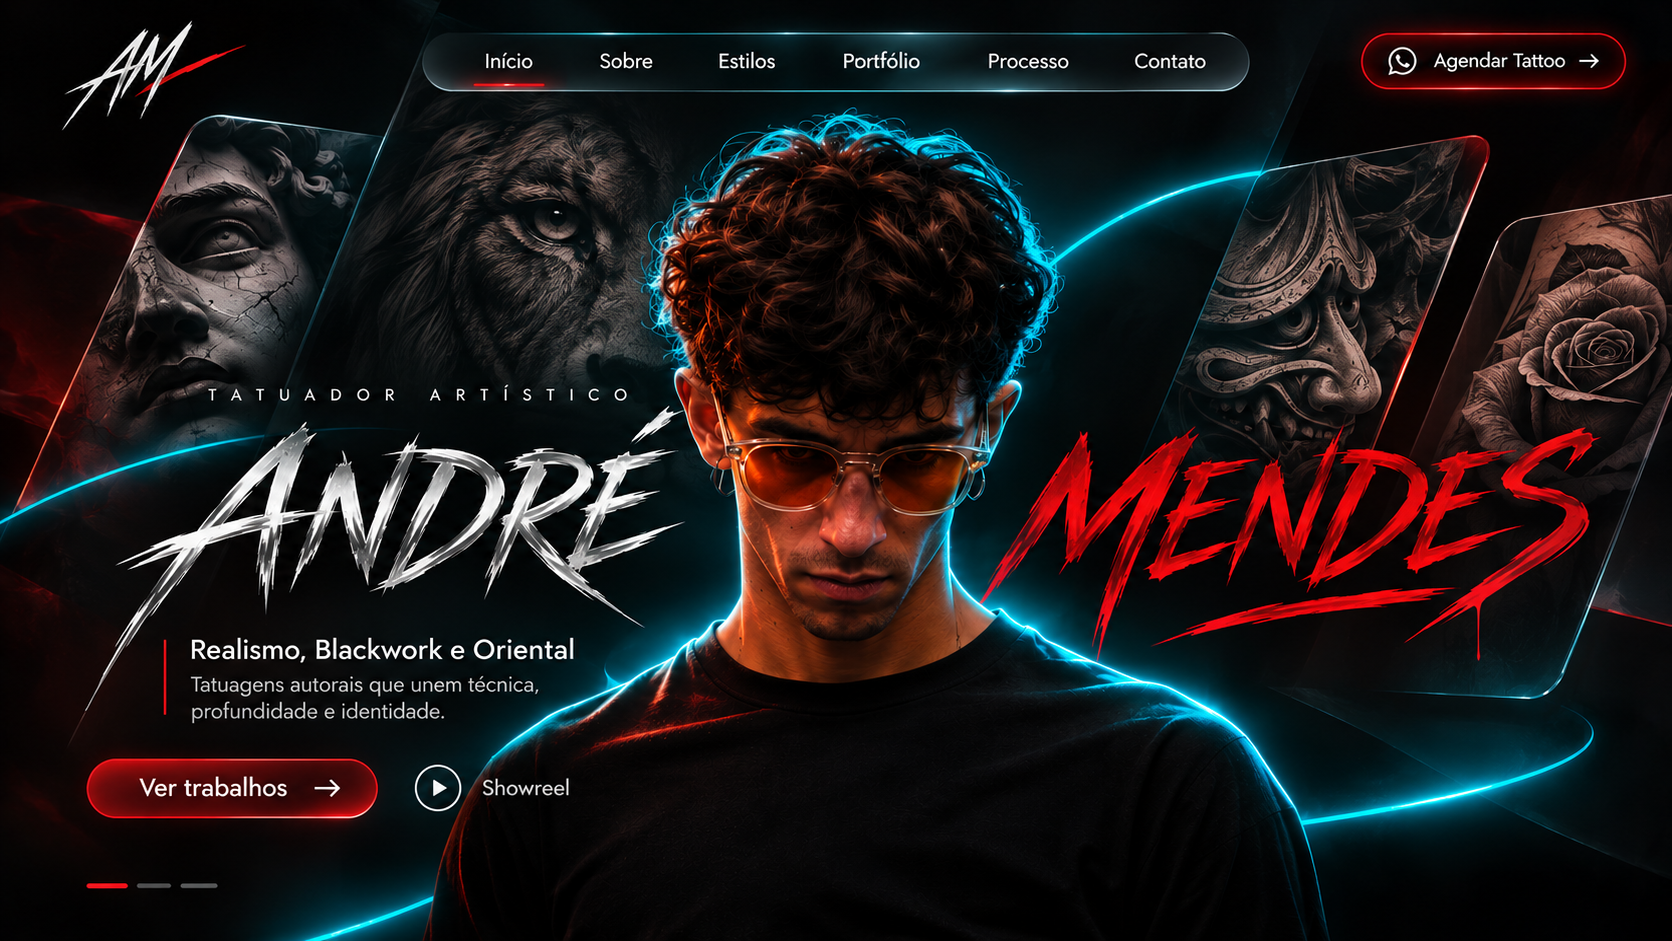 AM
Início
Sobre
Estilos
Portfólio
Processo
Contato
Agendar Tattoo
TATUADOR ARTÍSTICO
ANDRÉ
MENDES
Realismo, Blackwork e Oriental
Tatuagens autorais que unem técnica,
profundidade e identidade.
Ver trabalhos
Showreel